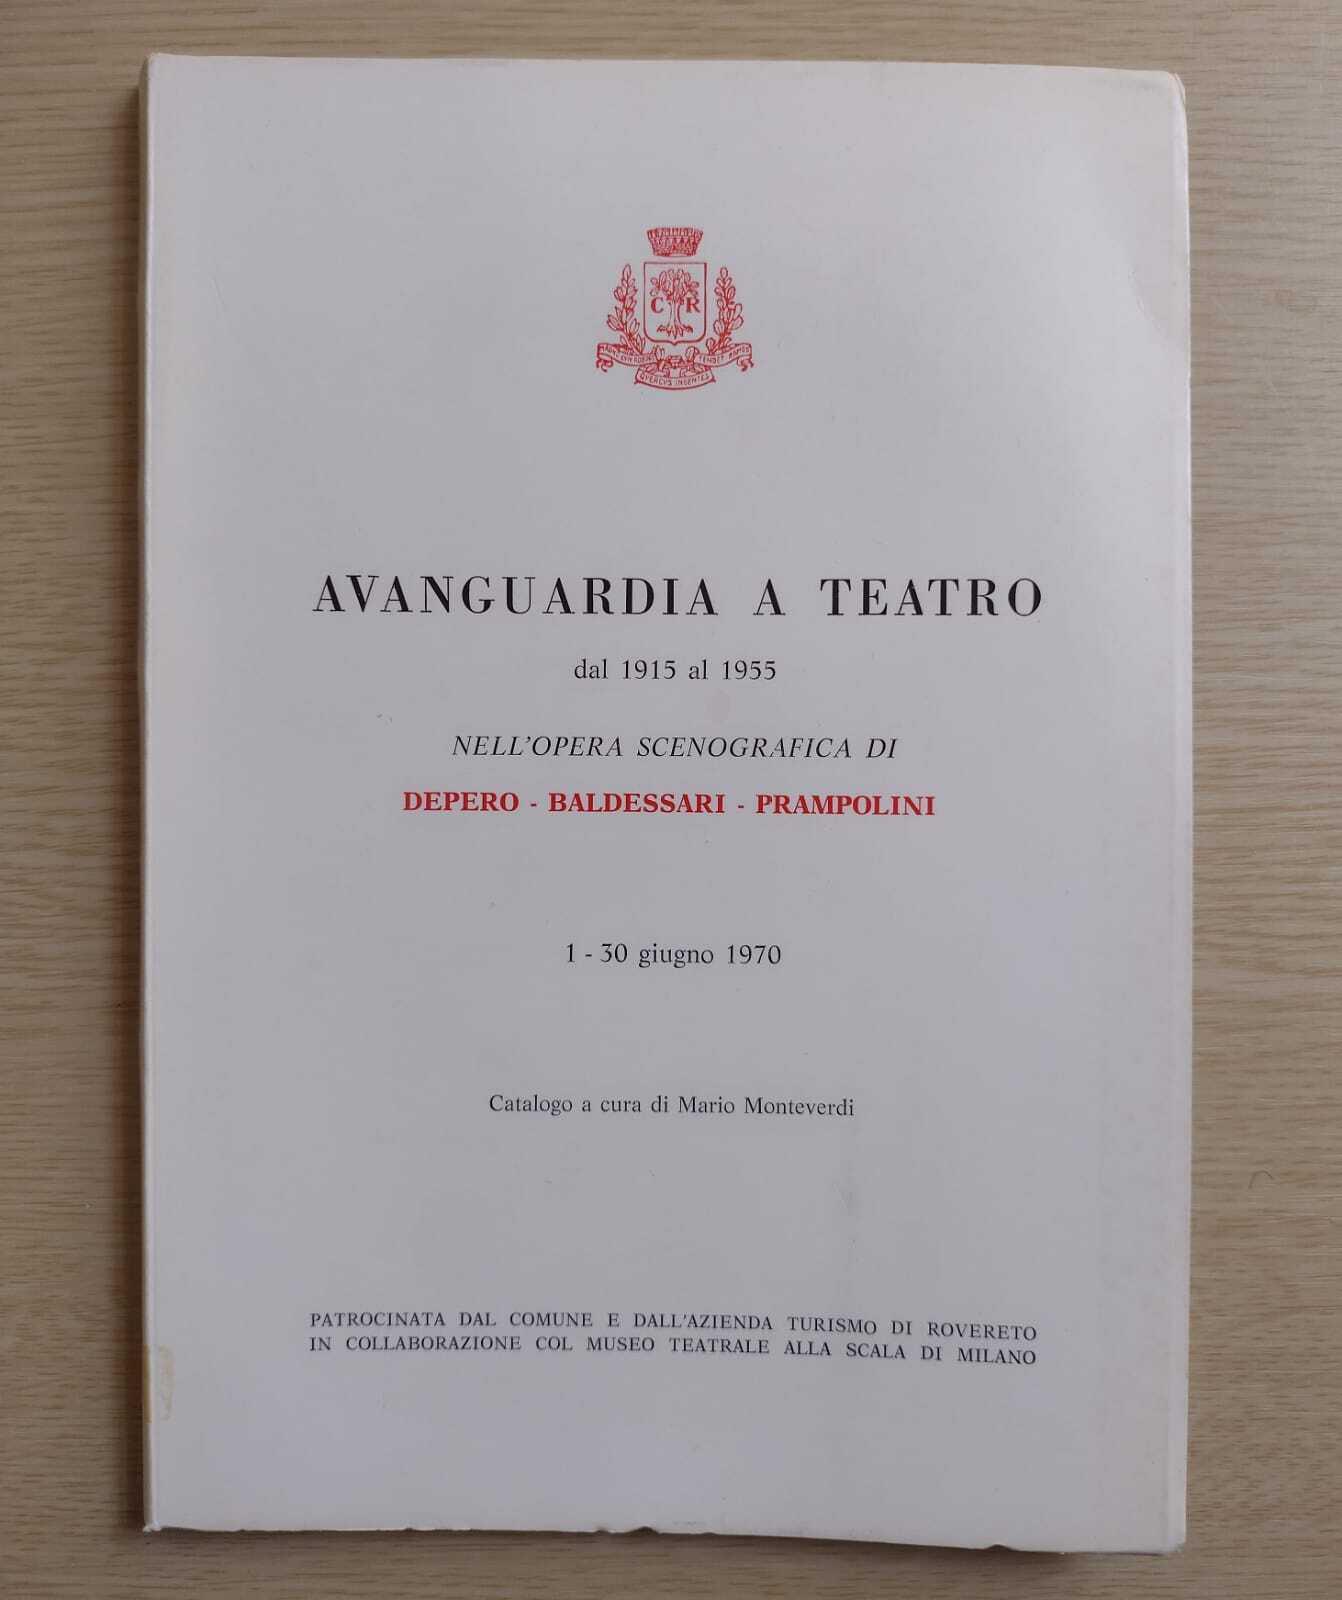 C R
QVERCVS INGENTES
AVANGUARDIA A TEATRO
dal 1915 al 1955
NELL'OPERA SCENOGRAFICA DI
DEPERO - BALDESSARI - PRAMPOLINI
1 - 30 giugno 1970
Catalogo a cura di Mario Monteverdi
PATROCINATA DAL COMUNE E DALL'AZIENDA TURISMO DI ROVERETO
IN COLLABORAZIONE COL MUSEO TEATRALE ALLA SCALA DI MILANO